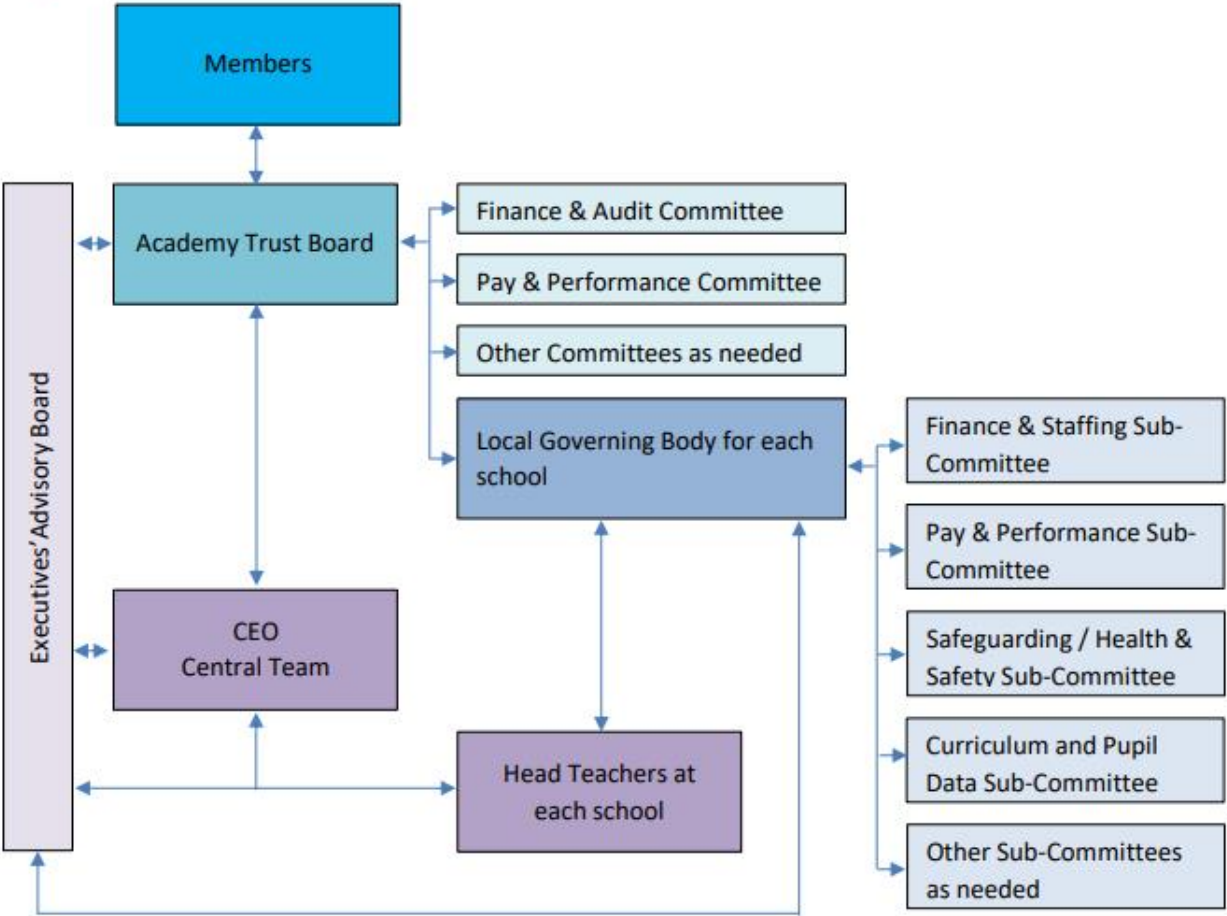 Members
Academy Trust Board
Finance & Audit Committee
Pay & Performance Committee
Other Committees as needed
Executives' Advisory Board
Local Governing Body for each
school
Finance & Staffing Sub-
Committee
Pay & Performance Sub-
Committee
Safeguarding / Health &
Safety Sub-Committee
Curriculum and Pupil
Data Sub-Committee
Other Sub-Committees
as needed
CEO
Central Team
Head Teachers at
each school